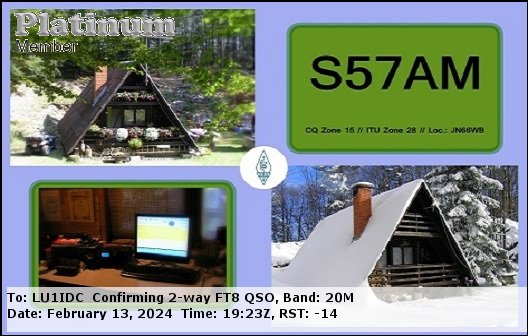 Platinum
Member
S57AM
CQ Zone 15 // ITU Zone 28 // Loc.: JN66WB
To: LU1IDC Confirming 2-way FT8 QSO, Band: 20M
Date: February 13, 2024 Time: 19:23Z, RST: -14